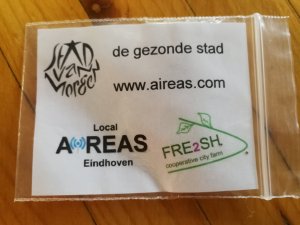 STAD
VAN
Morgen
de gezonde stad
www.aireas.com
Local
AiREAS
Eindhoven
FRE2SH
cooperative city farm